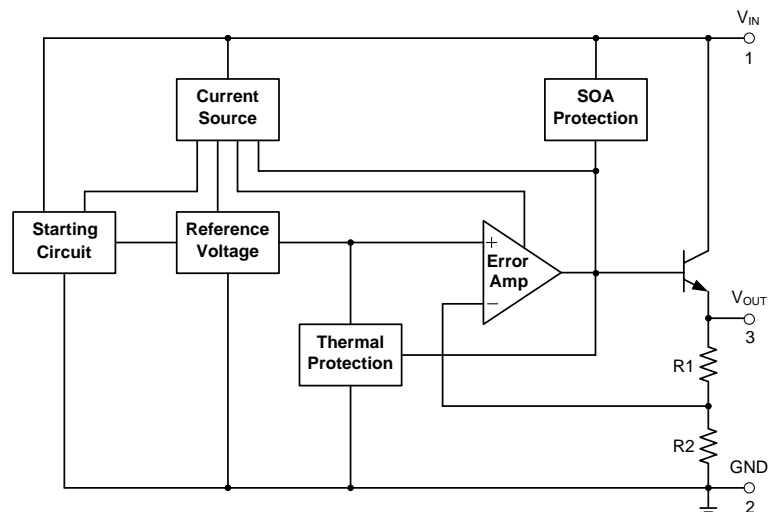 VIN
1
Current
Source
SOA
Protection
Starting
Circuit
Reference
Voltage
+
Error
Amp
−
VOUT
3
Thermal
Protection
R1
R2
GND
2